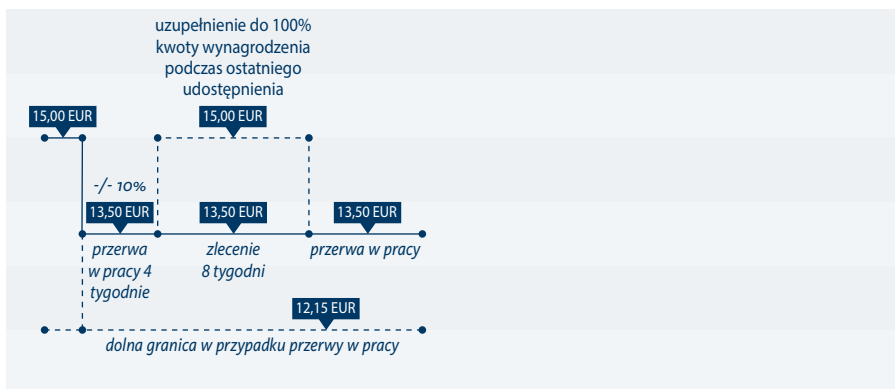 uzupełnienie do 100%
kwoty wynagrodzenia
podczas ostatniego
udostępnienia
15,00 EUR
15,00 EUR
-/- 10%
13,50 EUR
13,50 EUR
13,50 EUR
przerwa
w pracy 4
tygodnie
zlecenie
8 tygodni
przerwa w pracy
12,15 EUR
dolna granica w przypadku przerwy w pracy